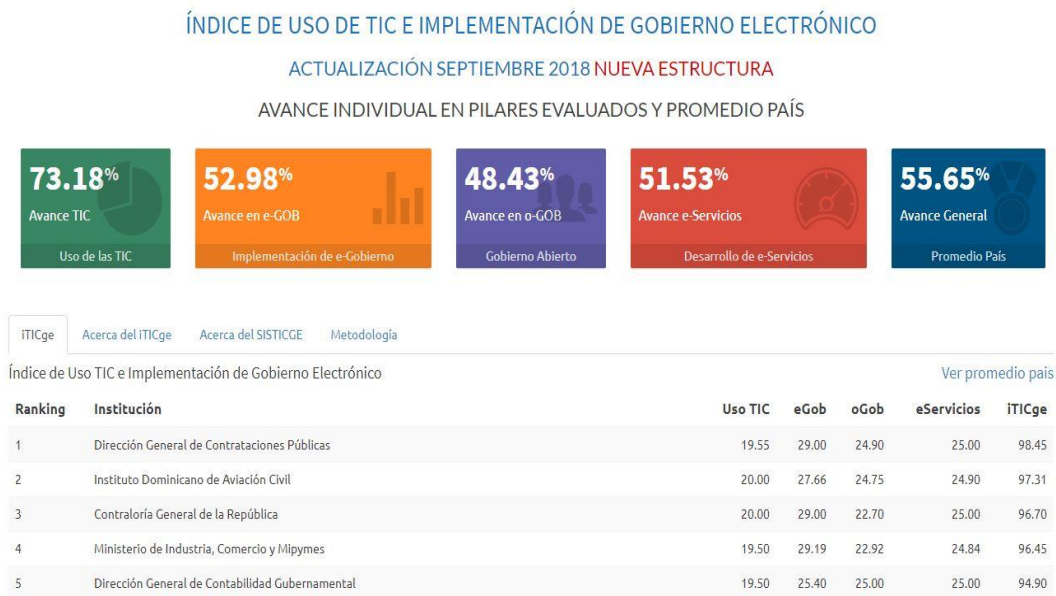 ÍNDICE DE USO DE TIC E IMPLEMENTACIÓN DE GOBIERNO ELECTRÓNICO
ACTUALIZACIÓN SEPTIEMBRE 2018 NUEVA ESTRUCTURA
AVANCE INDIVIDUAL EN PILARES EVALUADOS Y PROMEDIO PAÍS
73.18% 52.98% 48.43% 51.53% 55.65%
Avance TIC Avance en e-GOB Avance en o-GOB Avance e-Servicios Avance General
Uso de las TIC Implementación de e-Gobierno Gobierno Abierto Desarrollo de e-Servicios Promedio País
iTICge Acerca del iTICge Acerca del SISTICGE Metodología
Índice de Uso TIC e Implementación de Gobierno Electrónico Ver promedio pais
Ranking Institución Uso TIC eGob oGob eServicios iTICge
1 Dirección General de Contrataciones Públicas 19.55 29.00 24.90 25.00 98.45
2 Instituto Dominicano de Aviación Civil 20.00 27.66 24.75 24.90 97.31
3 Contraloría General de la República 20.00 29.00 22.70 25.00 96.70
4 Ministerio de Industria, Comercio y Mipymes 19.50 29.19 22.92 24.84 96.45
5 Dirección General de Contabilidad Gubernamental 19.50 25.40 25.00 25.00 94.90